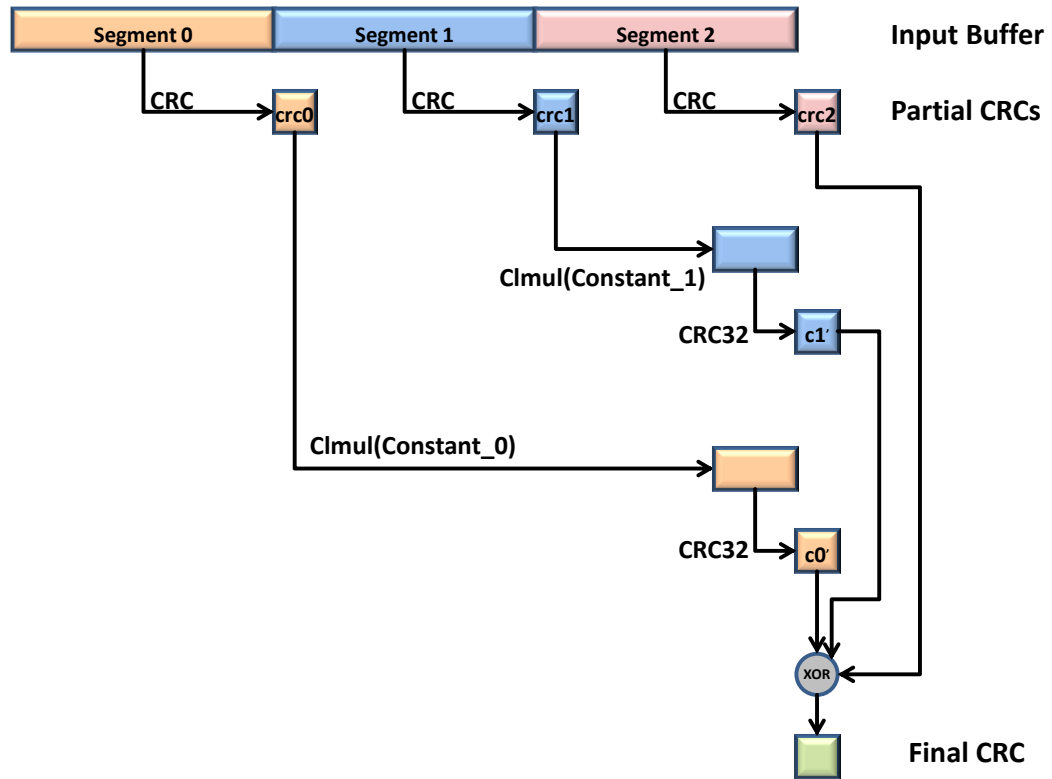 Segment 0 Segment 1 Segment 2 Input Buffer
CRC CRC CRC
crc0 crc1 crc2 Partial CRCs
Clmul(Constant_1)
CRC32 c1′
Clmul(Constant_0)
CRC32 c0′
XOR
Final CRC